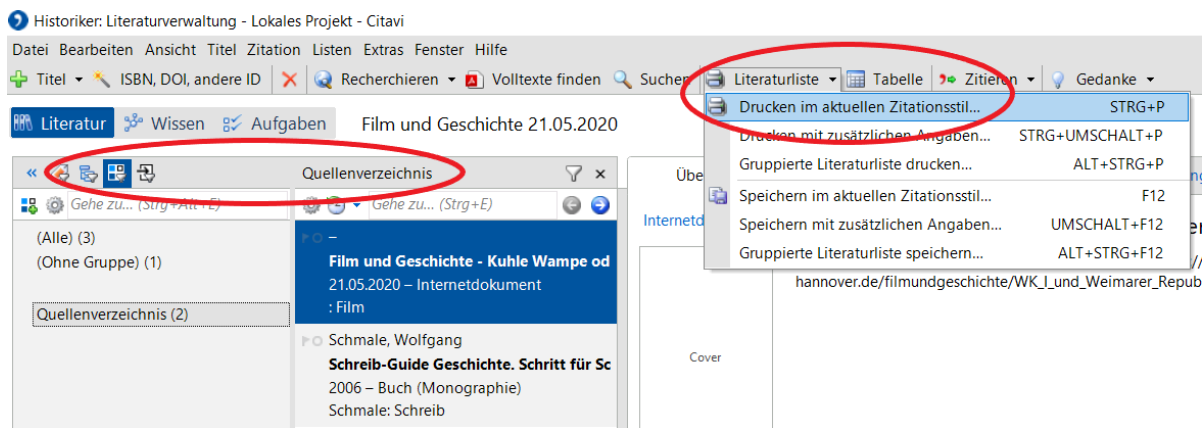 Historiker: Literaturverwaltung - Lokales Projekt - Citavi
Datei Bearbeiten Ansicht Titel Zitation Listen Extras Fenster Hilfe
Titel ISBN, DOI, andere ID Recherchieren Volltexte finden Suchen Literaturliste Tabelle Zitieren Gedanke
Drucken im aktuellen Zitationsstil... STRG+P
Drucken mit zusätzlichen Angaben... STRG+UMSCHALT+P
Gruppierte Literaturliste drucken... ALT+STRG+P
Speichern im aktuellen Zitationsstil... F12
Speichern mit zusätzlichen Angaben... UMSCHALT+F12
Gruppierte Literaturliste speichern... ALT+STRG+F12
Literatur Wissen Aufgaben Film und Geschichte 21.05.2020
Quellenverzeichnis
Gehe zu... (Strg+Alt+E)
Gehe zu... (Strg+E)
(Alle) (3)
(Ohne Gruppe) (1)
Quellenverzeichnis (2)
–
Film und Geschichte - Kuhle Wampe od
21.05.2020 – Internetdokument
: Film
Schmale, Wolfgang
Schreib-Guide Geschichte. Schritt für Sc
2006 – Buch (Monographie)
Schmale: Schreib
Übe
Internetd
hannover.de/filmundgeschichte/WK_I_und_Weimarer_Repub
Cover